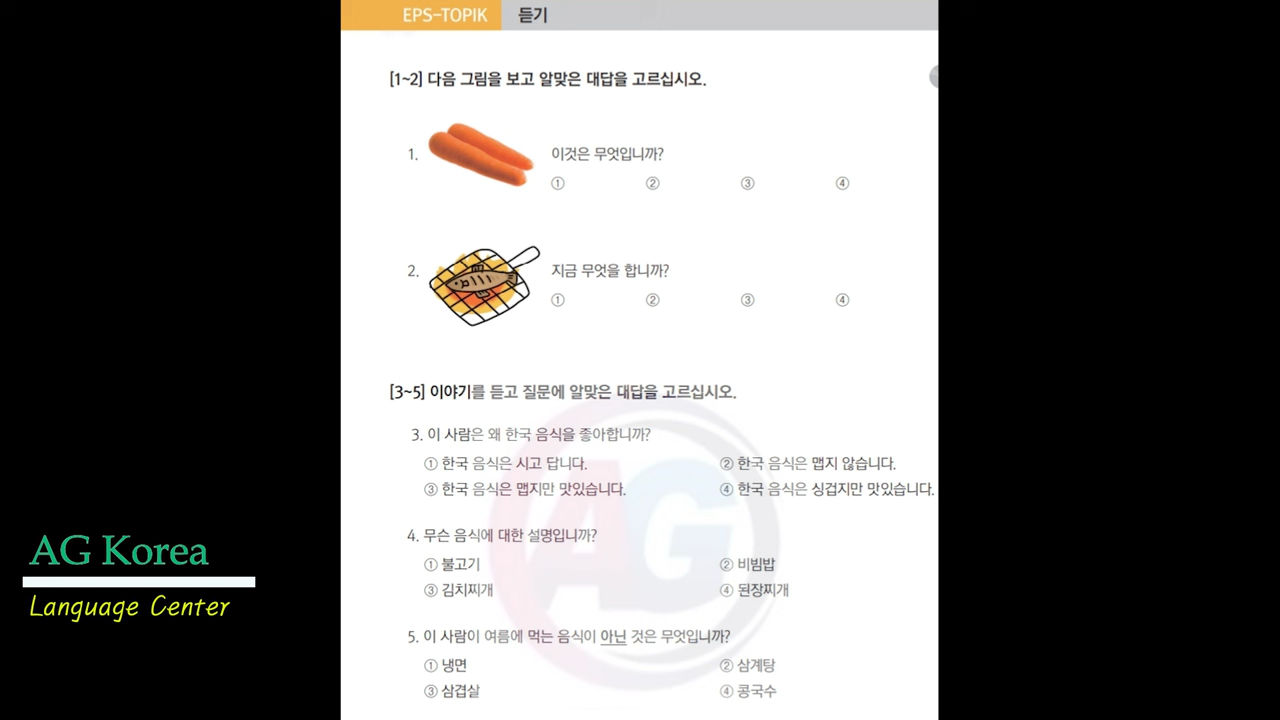 EPS-TOPIK 듣기
[1~2] 다음 그림을 보고 알맞은 대답을 고르십시오.
1. 이것은 무엇입니까?
① ② ③ ④
2. 지금 무엇을 합니까?
① ② ③ ④
[3~5] 이야기를 듣고 질문에 알맞은 대답을 고르십시오.
3. 이 사람은 왜 한국 음식을 좋아합니까?
① 한국 음식은 시고 답니다. ② 한국 음식은 맵지 않습니다.
③ 한국 음식은 맵지만 맛있습니다. ④ 한국 음식은 싱겁지만 맛있습니다.
4. 무슨 음식에 대한 설명입니까?
① 불고기 ② 비빔밥
③ 김치찌개 ④ 된장찌개
5. 이 사람이 여름에 먹는 음식이 아닌 것은 무엇입니까?
① 냉면 ② 삼계탕
③ 삼겹살 ④ 콩국수
AG
AG Korea
Language Center